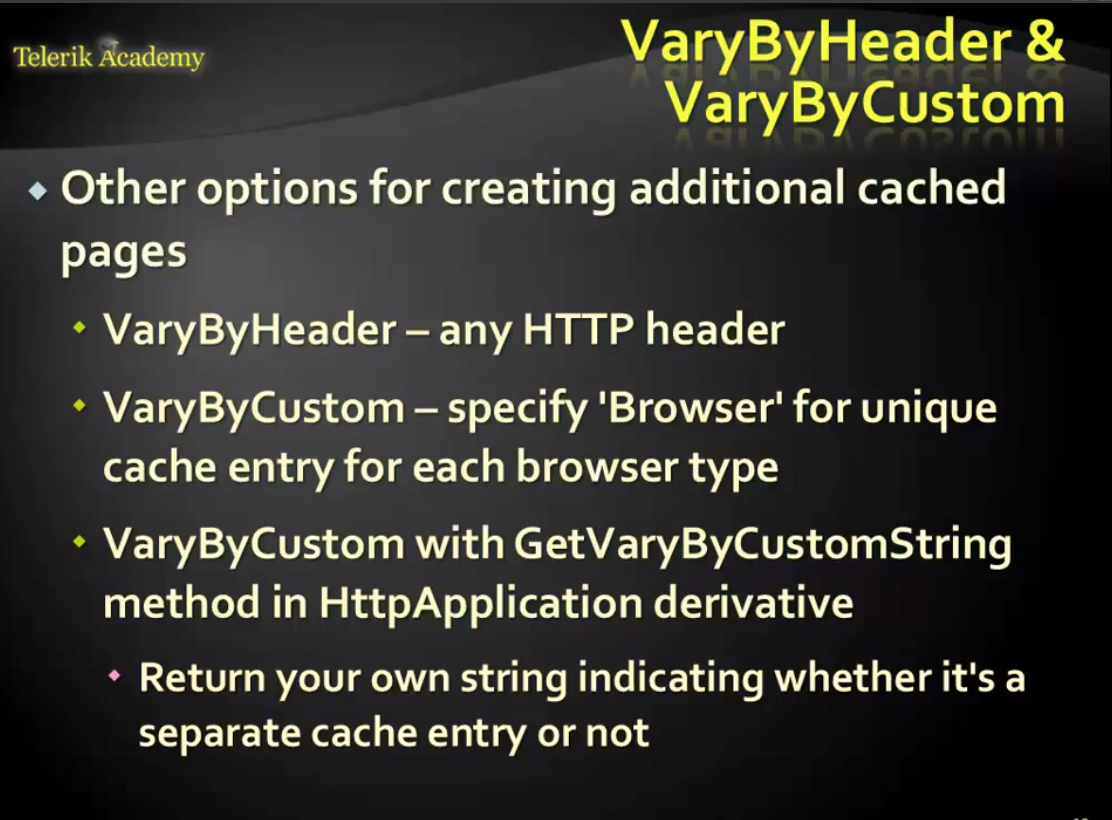 Telerik Academy
VaryByHeader &
VaryByCustom
Other options for creating additional cached
pages
VaryByHeader – any HTTP header
VaryByCustom – specify 'Browser' for unique
cache entry for each browser type
VaryByCustom with GetVaryByCustomString
method in HttpApplication derivative
Return your own string indicating whether it's a
separate cache entry or not